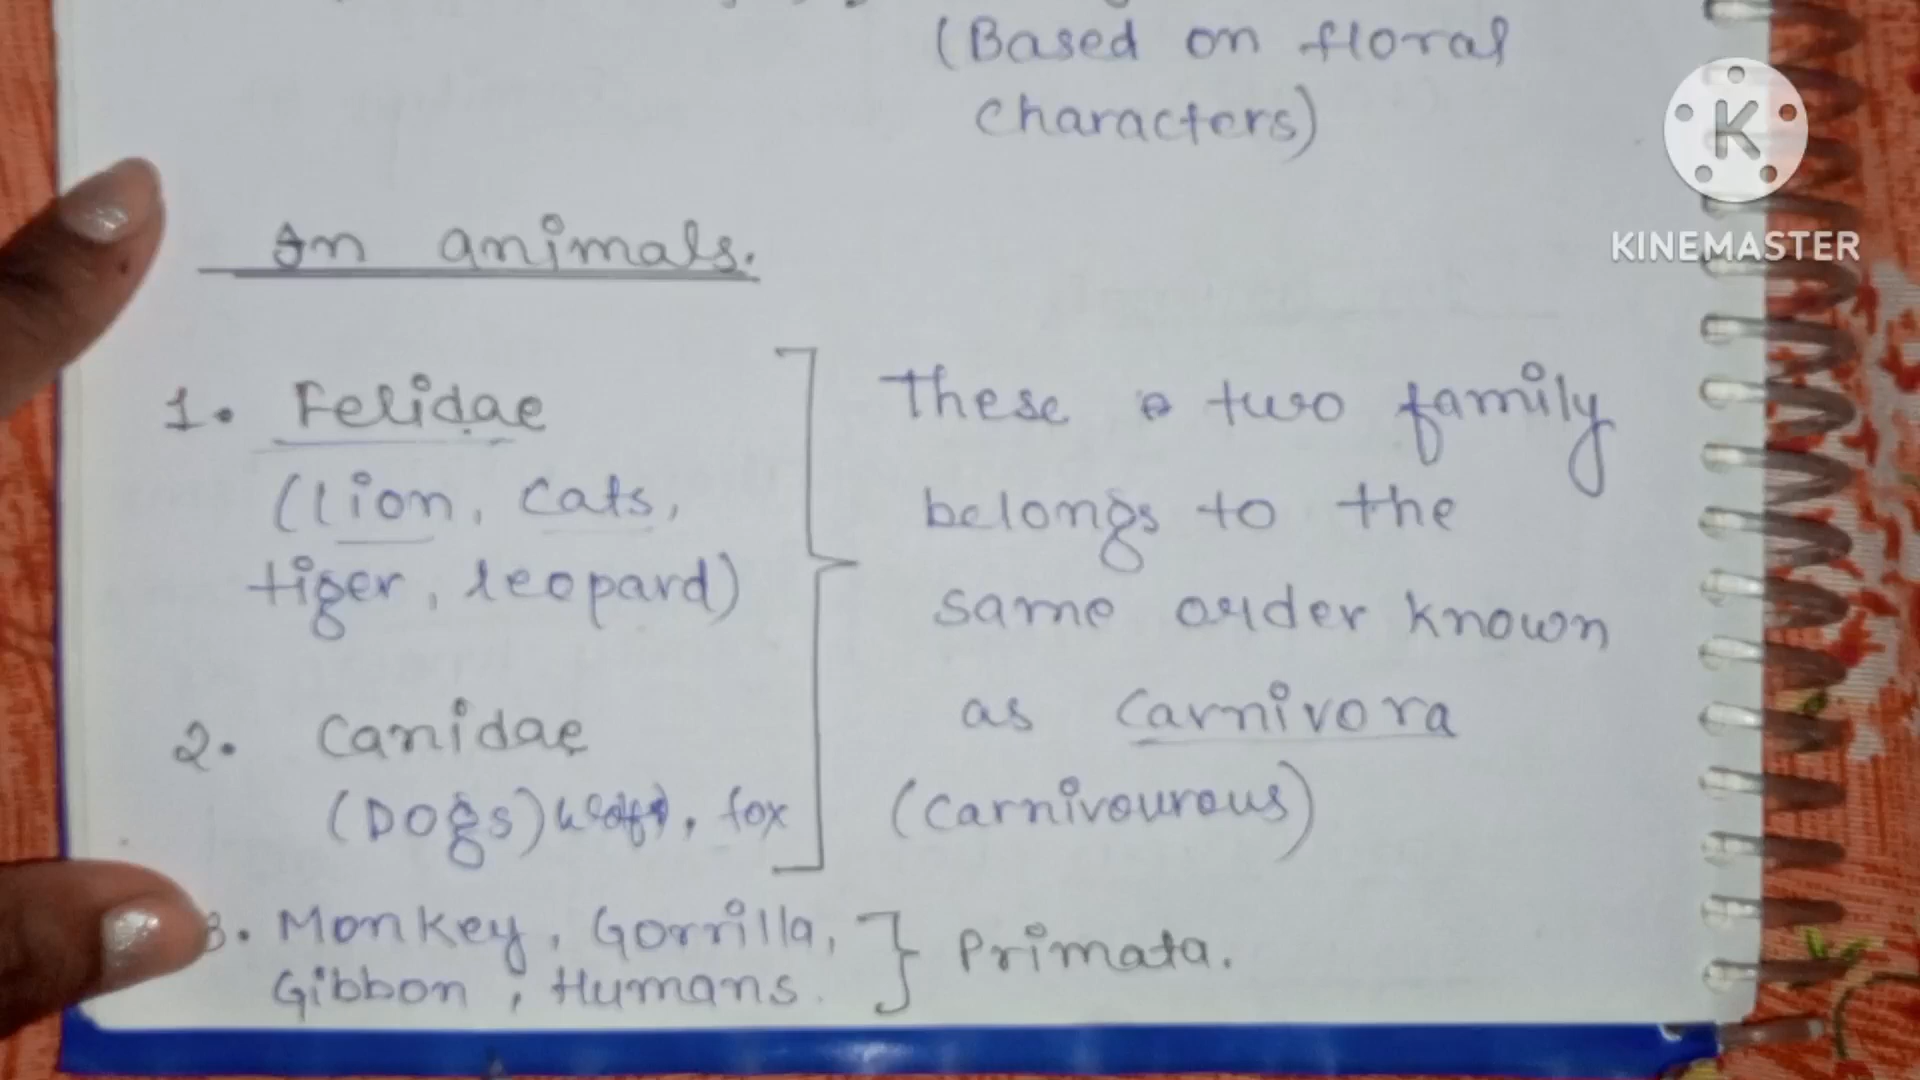 (Based on floral
characters)
K
KINEMASTER
In animals.
1. Felidae
(lion, cats,
tiger, leopard)
2. Canidae
(Dogs) , fox
These two family
belongs to the
same order known
as Carnivora
(carnivourous)
3. Monkey, Gorrilla,
Gibbon, Humans.
Primata.